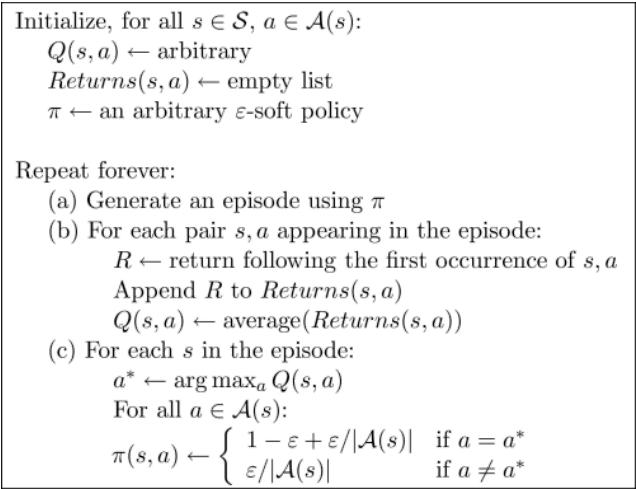 Initialize, for all s ∈ 𝒮, a ∈ 𝒜(s):
Q(s, a) ← arbitrary
Returns(s, a) ← empty list
π ← an arbitrary ε-soft policy
Repeat forever:
(a) Generate an episode using π
(b) For each pair s, a appearing in the episode:
R ← return following the first occurrence of s, a
Append R to Returns(s, a)
Q(s, a) ← average(Returns(s, a))
(c) For each s in the episode:
a* ← arg maxₐ Q(s, a)
For all a ∈ 𝒜(s):
π(s, a) ← { 1 − ε + ε/|𝒜(s)| if a = a*
ε/|𝒜(s)| if a ≠ a*